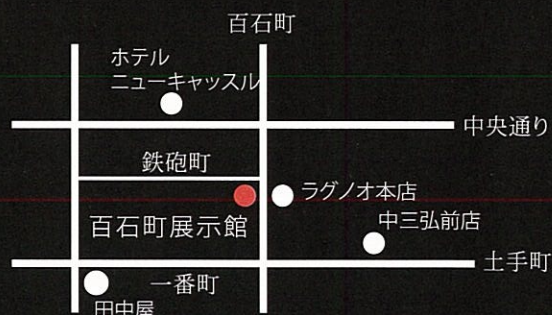 百石町
ホテル
ニューキャッスル
中央通り
鉄砲町
ラグノオ本店
百石町展示館
中三弘前店
土手町
一番町
田中屋